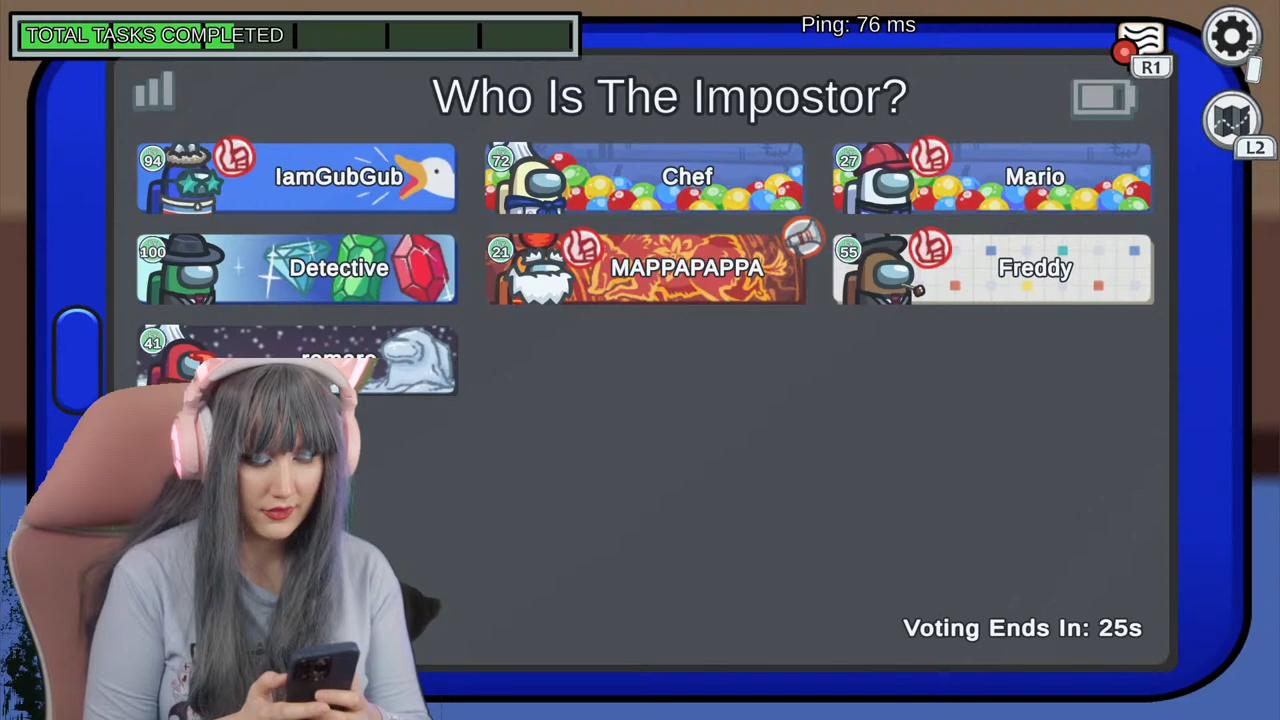 TOTAL TASKS COMPLETED
Ping: 76 ms
R1
Who Is The Impostor?
L2
94
IamGubGub
72
Chef
27
Mario
100
Detective
21
MAPPAPAPPA
55
Freddy
41
Voting Ends In: 25s